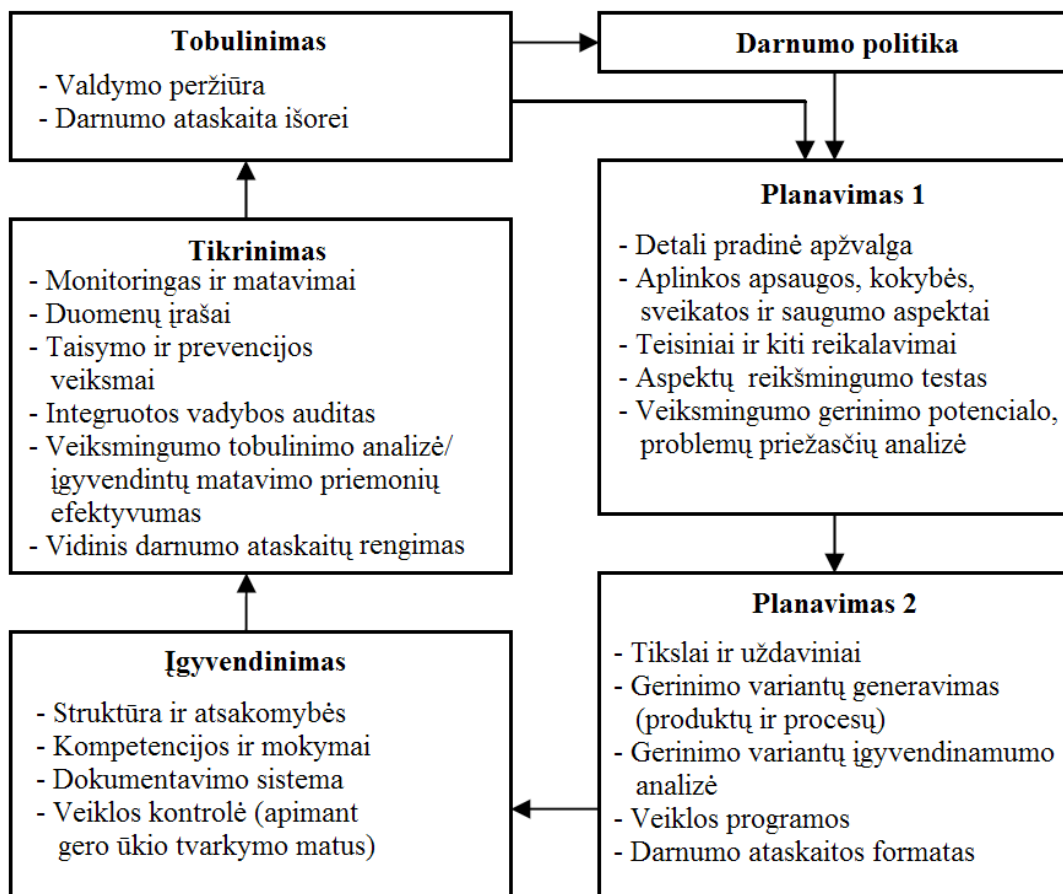 Tobulinimas
- Valdymo peržiūra
- Darnumo ataskaita išorei
Darnumo politika
Planavimas 1
- Detali pradinė apžvalga
- Aplinkos apsaugos, kokybės,
sveikatos ir saugumo aspektai
- Teisiniai ir kiti reikalavimai
- Aspektų reikšmingumo testas
- Veiksmingumo gerinimo potencialo,
problemų priežasčių analizė
Planavimas 2
- Tikslai ir uždaviniai
- Gerinimo variantų generavimas
(produktų ir procesų)
- Gerinimo variantų įgyvendinamumo
analizė
- Veiklos programos
- Darnumo ataskaitos formatas
Įgyvendinimas
- Struktūra ir atsakomybės
- Kompetencijos ir mokymai
- Dokumentavimo sistema
- Veiklos kontrolė (apimant
gero ūkio tvarkymo matus)
Tikrinimas
- Monitoringas ir matavimai
- Duomenų įrašai
- Taisymo ir prevencijos
veiksmai
- Integruotos vadybos auditas
- Veiksmingumo tobulinimo analizė/
įgyvendintų matavimo priemonių
efektyvumas
- Vidinis darnumo ataskaitų rengimas